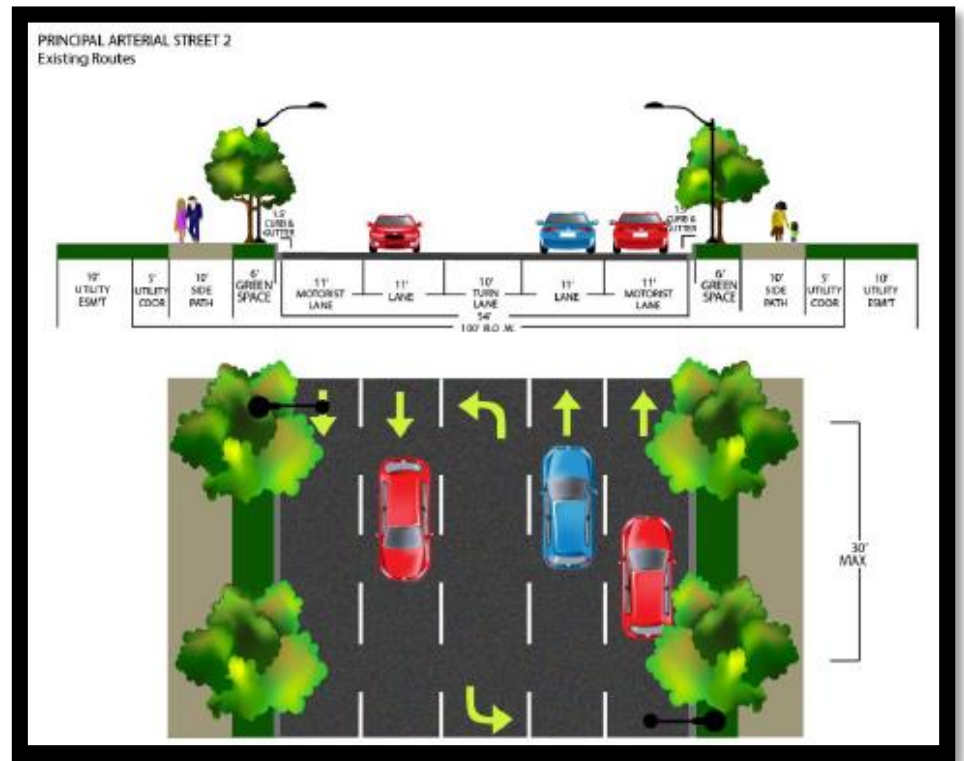 PRINCIPAL ARTERIAL STREET 2
Existing Routes
1.5'
CURB &
GUTTER
1.5'
CURB &
GUTTER
10'
UTILITY
ESM'T
5'
UTILITY
COOR
10'
SIDE
PATH
6'
GREEN
SPACE
11'
MOTORIST
LANE
11'
LANE
10'
TURN
LANE
11'
LANE
11'
MOTORIST
LANE
6'
GREEN
SPACE
10'
SIDE
PATH
5'
UTILITY
COOR
10'
UTILITY
ESM'T
54'
100' R.O.W.
30'
MAX